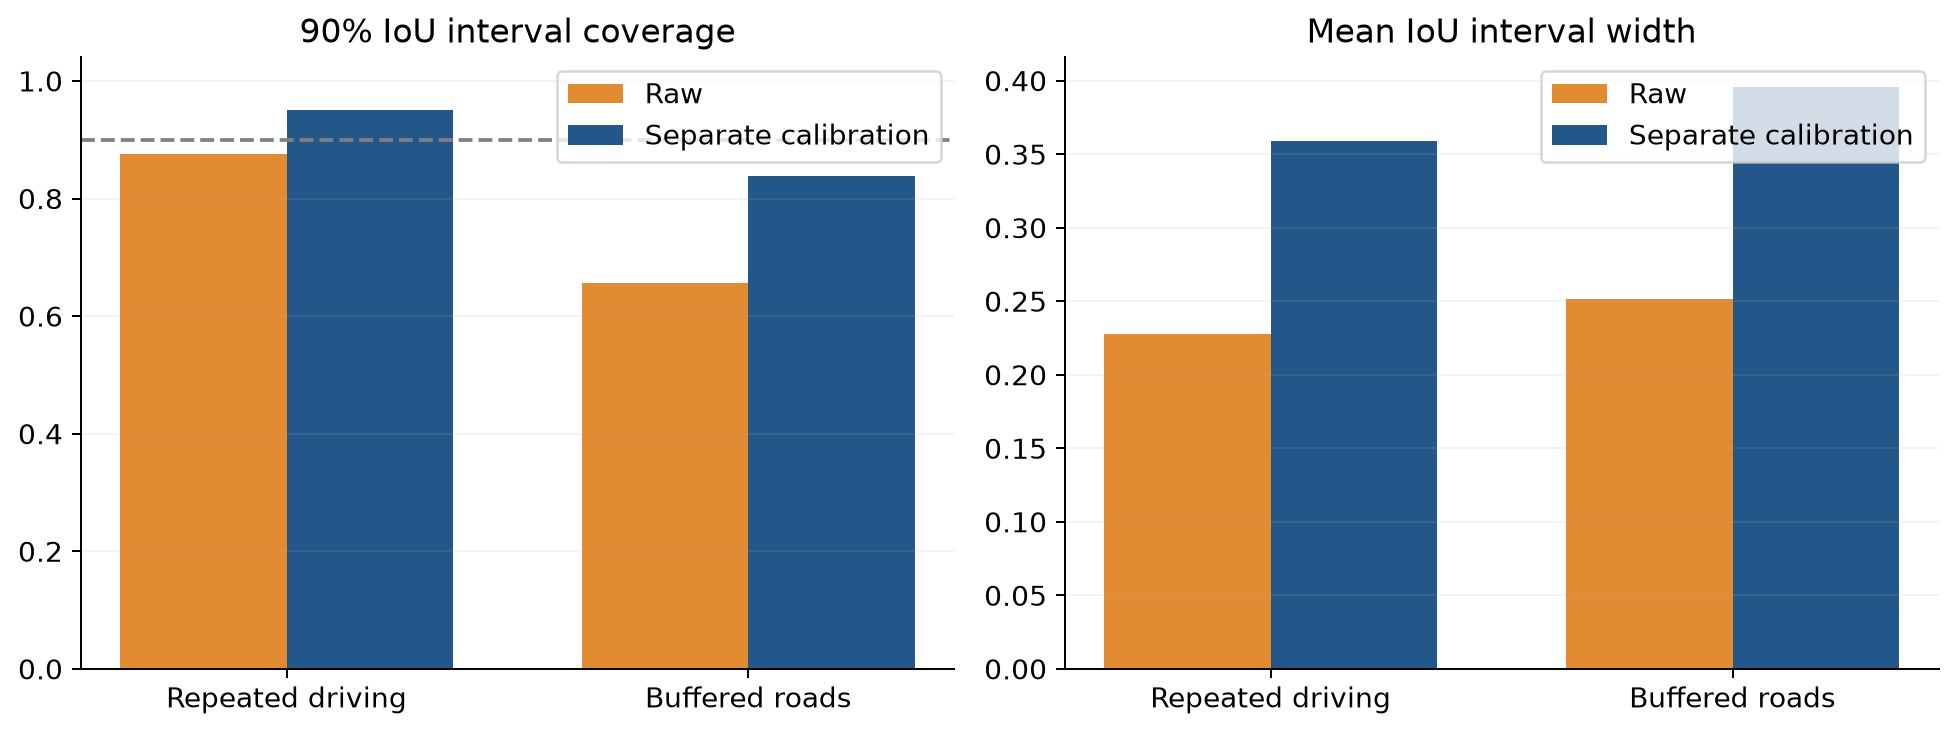 90% IoU interval coverage
1.0
0.8
0.6
0.4
0.2
0.0
Raw
Separate calibration
Repeated driving
Buffered roads
Mean IoU interval width
0.40
0.35
0.30
0.25
0.20
0.15
0.10
0.05
0.00
Raw
Separate calibration
Repeated driving
Buffered roads